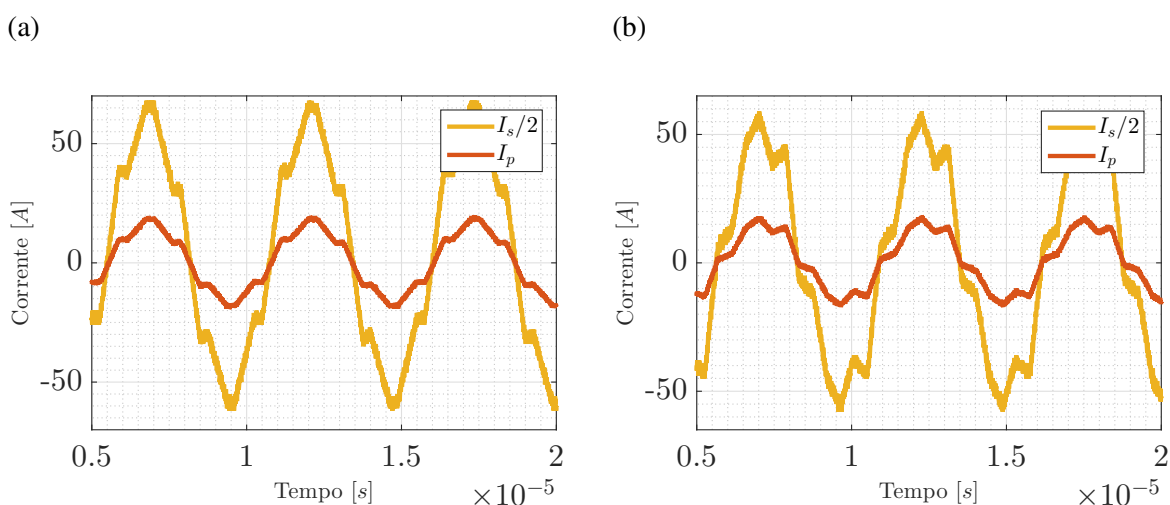 (a)
(b)
I_s/2
I_p
50
0
-50
Corrente [A]
0.5
1
1.5
2
Tempo [s]
×10⁻⁵
I_s/2
I_p
50
0
-50
Corrente [A]
0.5
1
1.5
2
Tempo [s]
×10⁻⁵